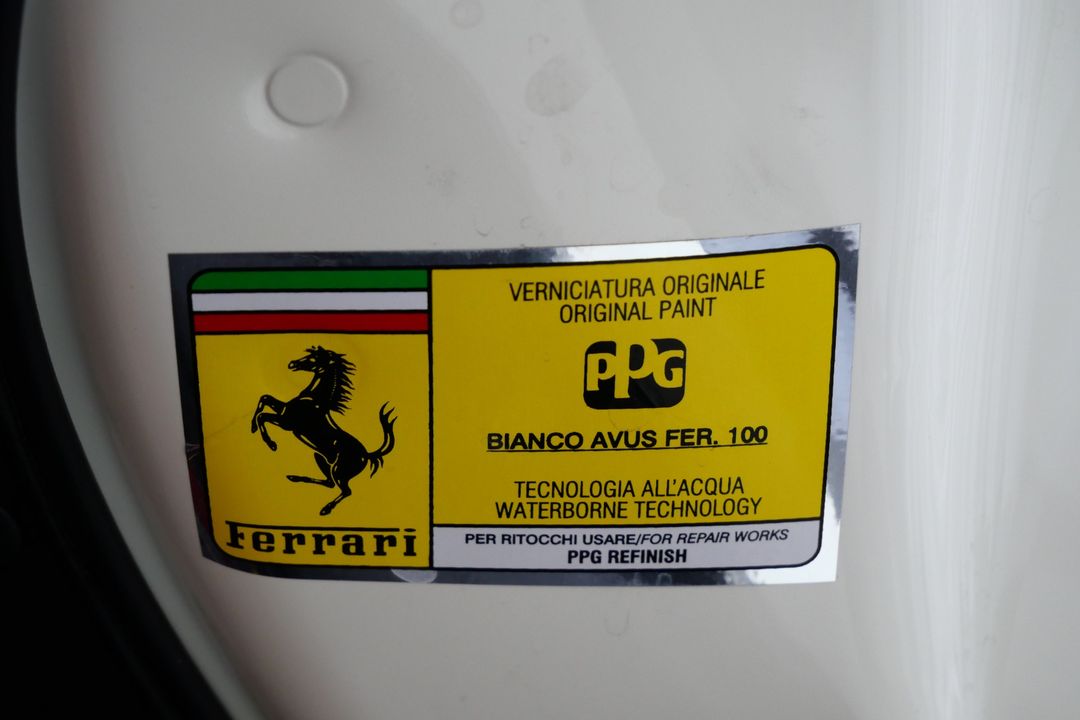 Ferrari
VERNICIATURA ORIGINALE
ORIGINAL PAINT
PPG
BIANCO AVUS FER. 100
TECNOLOGIA ALL'ACQUA
WATERBORNE TECHNOLOGY
PER RITOCCHI USARE/FOR REPAIR WORKS
PPG REFINISH